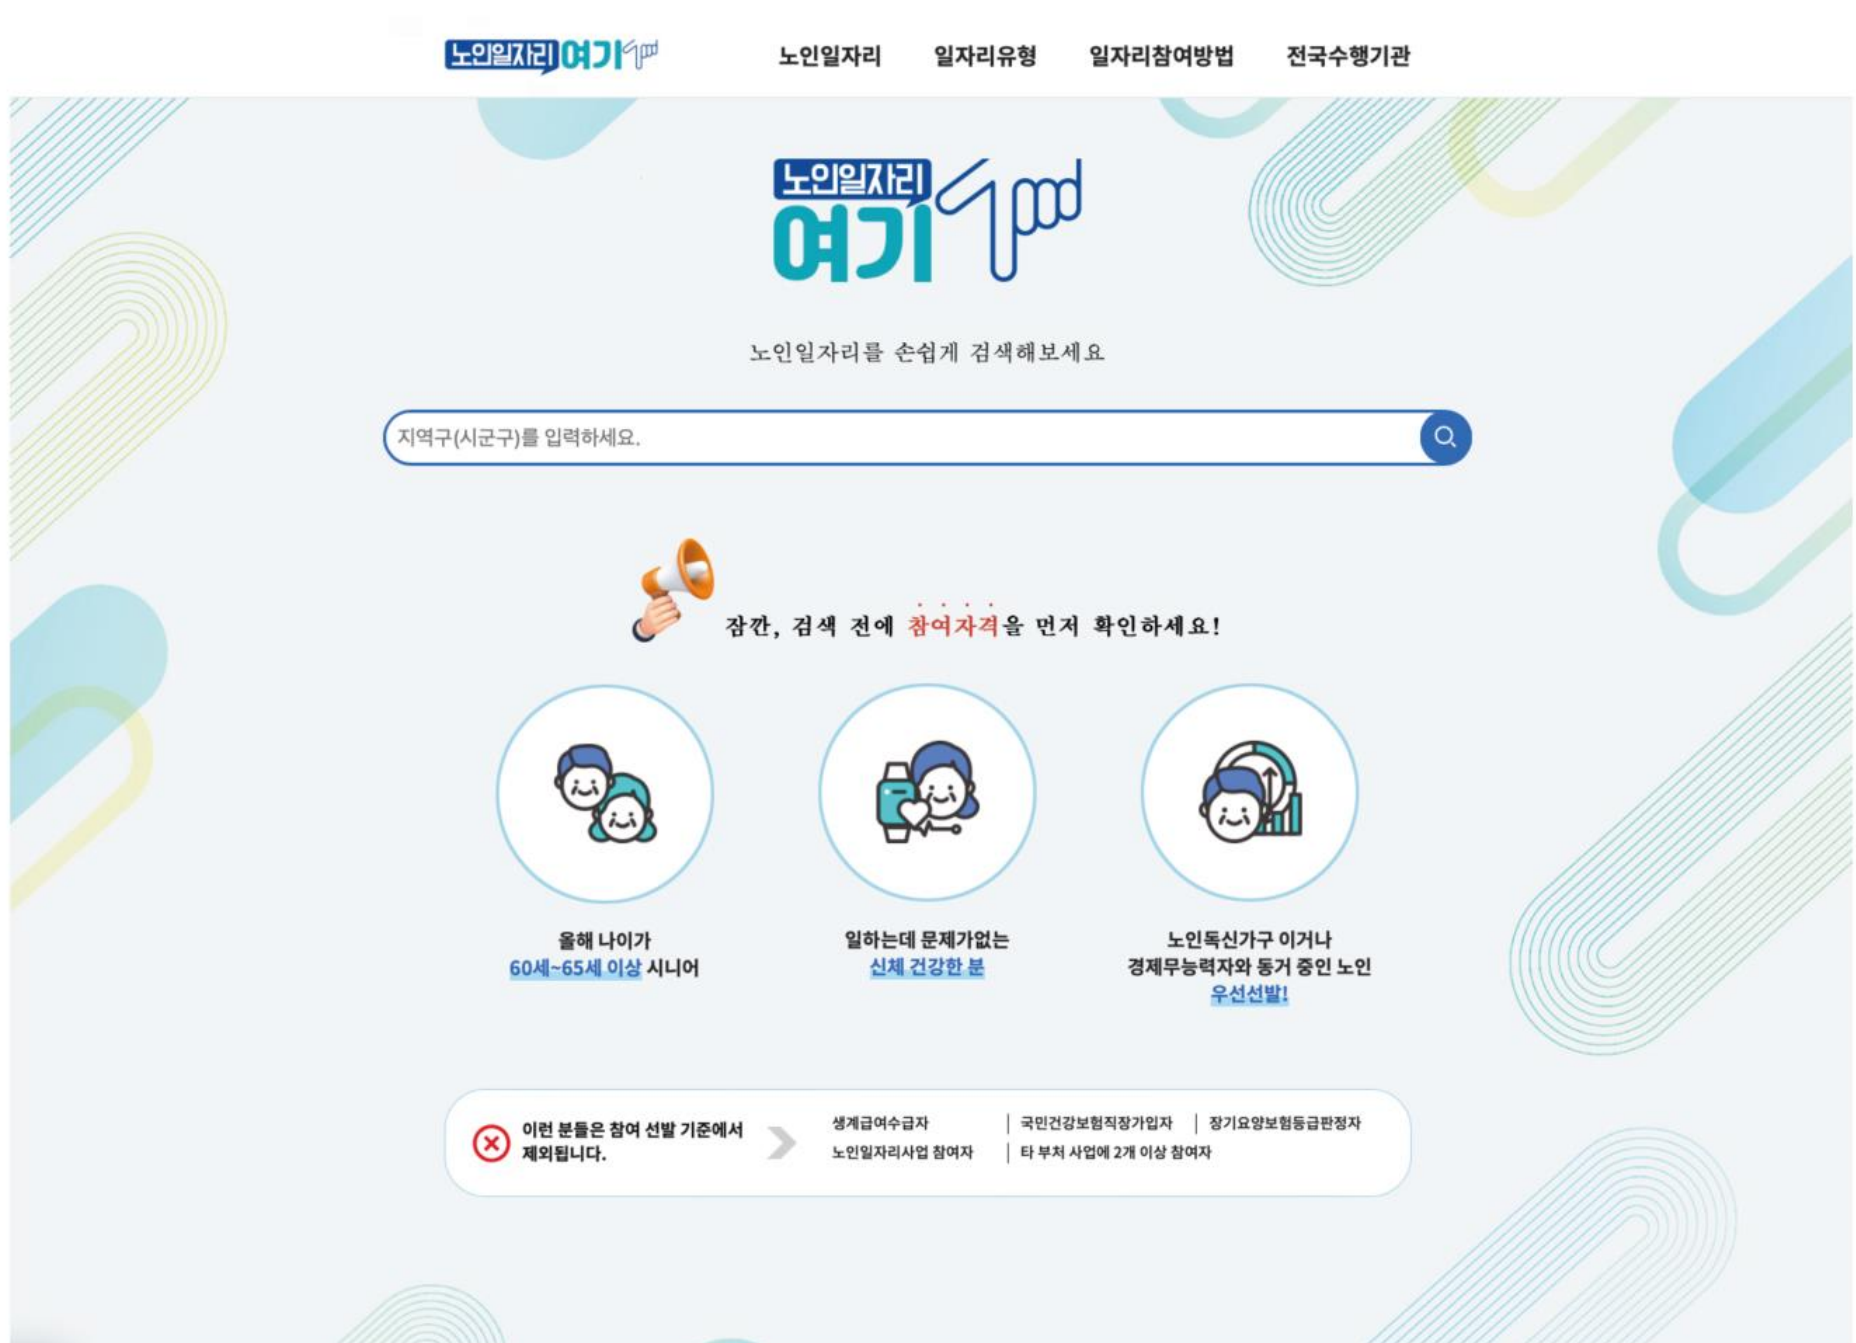 노인일자리 여기
노인일자리 일자리유형 일자리참여방법 전국수행기관
노인일자리
여기
노인일자리를 손쉽게 검색해보세요
지역구(시군구)를 입력하세요.
잠깐, 검색 전에 참여자격을 먼저 확인하세요!
올해 나이가
60세~65세 이상 시니어
일하는데 문제가없는
신체 건강한 분
노인독신가구 이거나
경제무능력자와 동거 중인 노인
우선선발!
이런 분들은 참여 선발 기준에서
제외됩니다.
생계급여수급자 | 국민건강보험직장가입자 | 장기요양보험등급판정자
노인일자리사업 참여자 | 타 부처 사업에 2개 이상 참여자